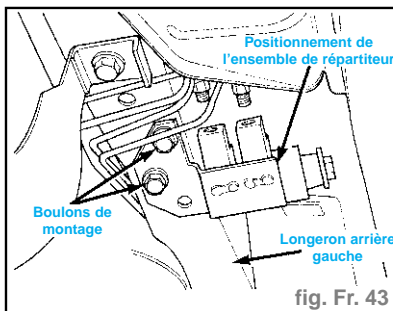 Positionnement de
l'ensemble de répartiteur
Boulons de
montage
Longeron arrière
gauche
fig. Fr. 43